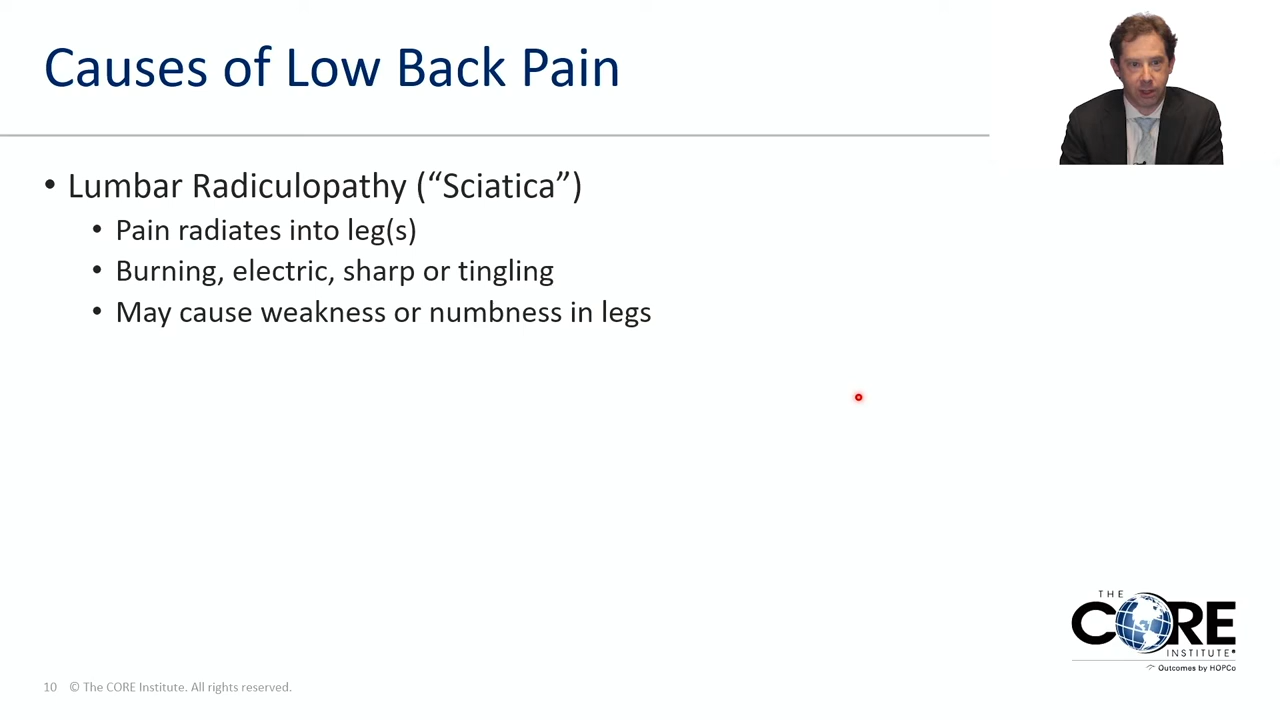 Causes of Low Back Pain
• Lumbar Radiculopathy (“Sciatica”)
• Pain radiates into leg(s)
• Burning, electric, sharp or tingling
• May cause weakness or numbness in legs
THE
CORE
INSTITUTE
Outcomes by HOPCo
10 © The CORE Institute. All rights reserved.